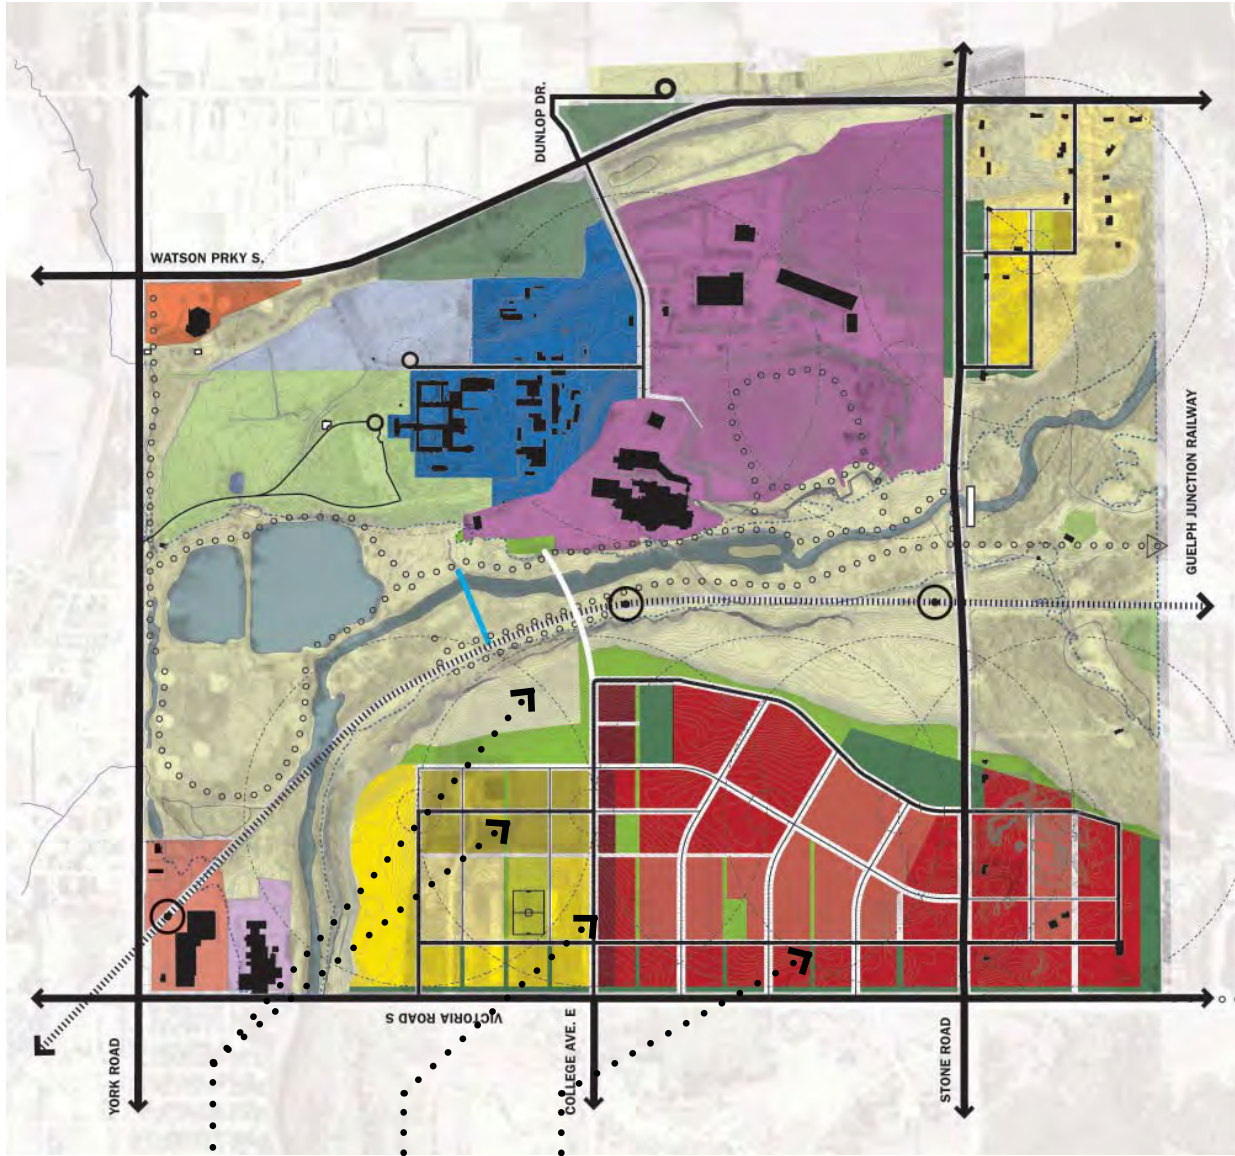 DUNLOP DR.
WATSON PRKY S.
GUELPH JUNCTION RAILWAY
VICTORIA ROAD S
YORK ROAD
COLLEGE AVE. E
STONE ROAD